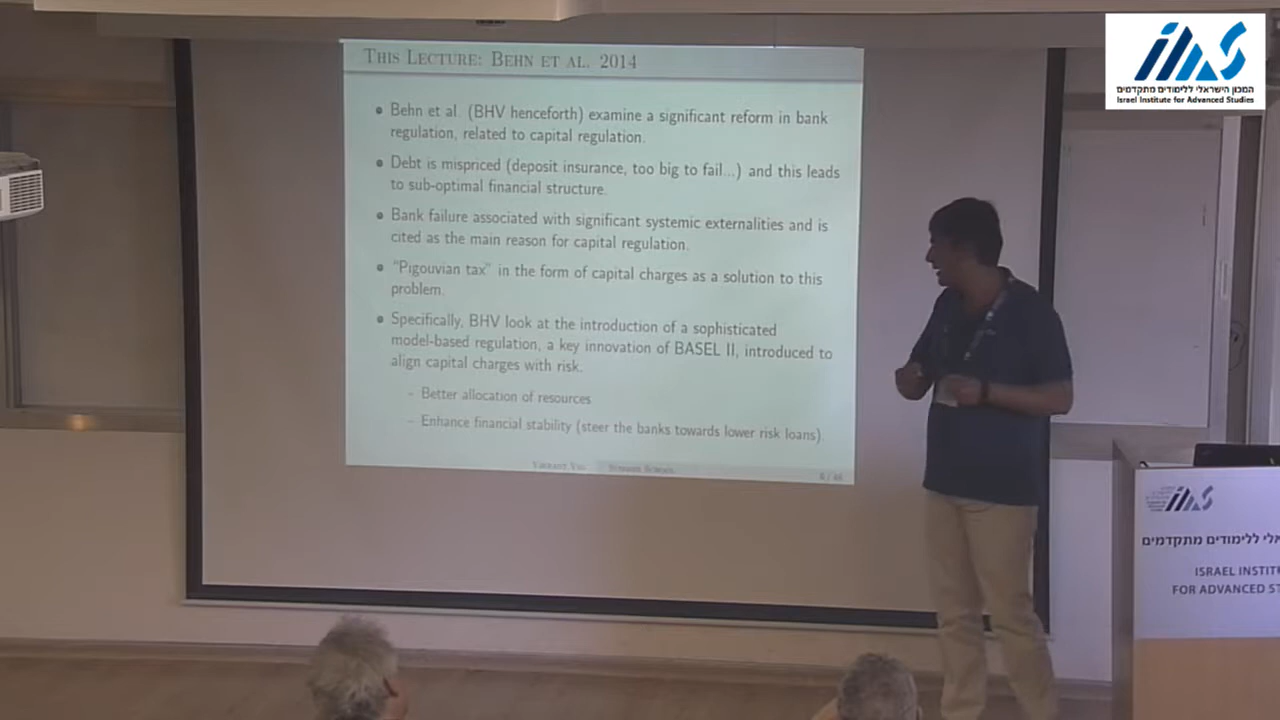 THIS LECTURE: BEHN ET AL. 2014
• Behn et al. (BHV henceforth) examine a significant reform in bank
regulation, related to capital regulation.
• Debt is mispriced (deposit insurance, too big to fail...) and this leads
to sub-optimal financial structure.
• Bank failure associated with significant systemic externalities and is
cited as the main reason for capital regulation.
• "Pigouvian tax" in the form of capital charges as a solution to this
problem.
• Specifically, BHV look at the introduction of a sophisticated
model-based regulation, a key innovation of BASEL II, introduced to
align capital charges with risk.
– Better allocation of resources
– Enhance financial stability (steer the banks towards lower risk loans).
SUMMER SCHOOL
המכון הישראלי ללימודים מתקדמים
Israel Institute for Advanced Studies
לי ללימודים מתקדמים
ISRAEL INSTIT
FOR ADVANCED ST